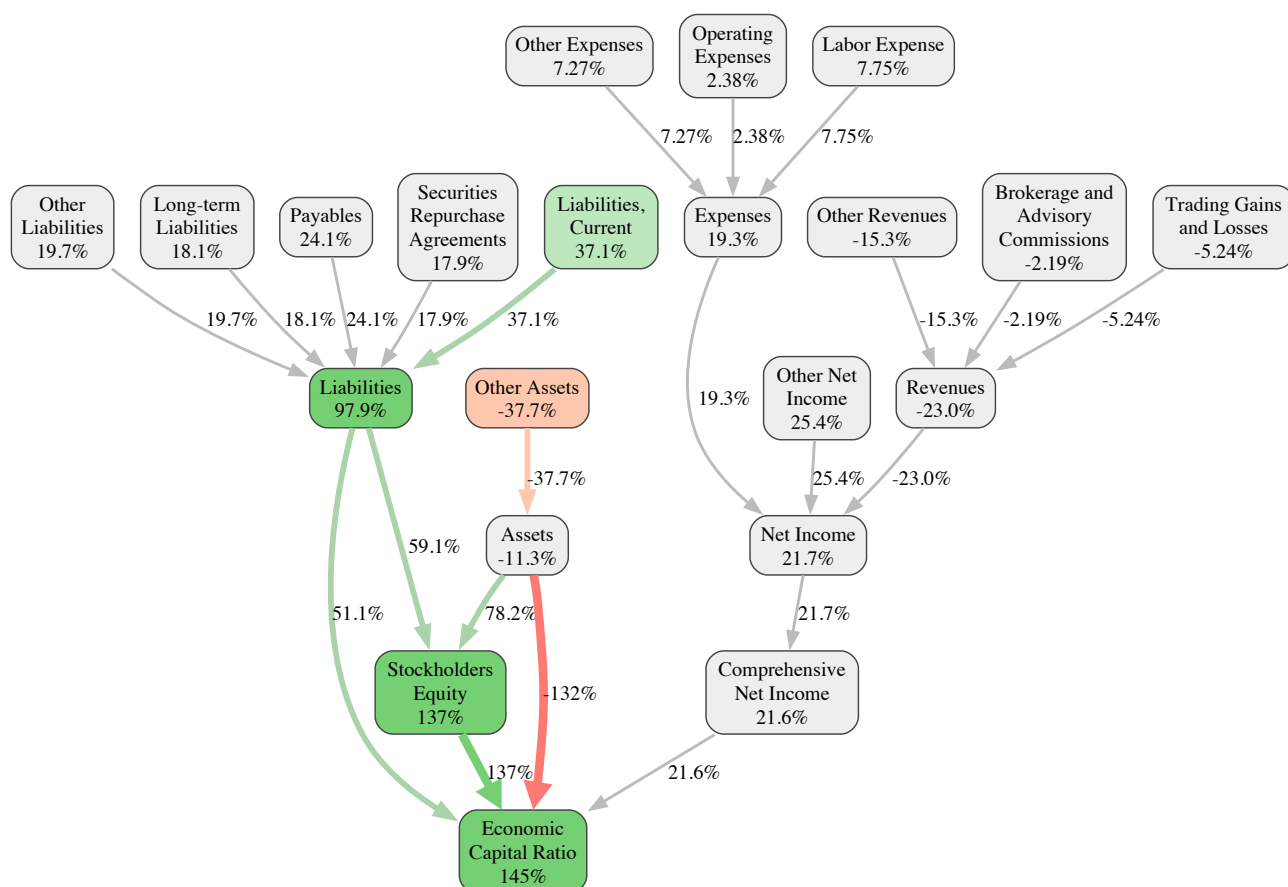 Other Expenses
7.27%
Operating
Expenses
2.38%
Labor Expense
7.75%
7.27%
2.38%
7.75%
Other
Liabilities
19.7%
Long-term
Liabilities
18.1%
Payables
24.1%
Securities
Repurchase
Agreements
17.9%
Liabilities,
Current
37.1%
Expenses
19.3%
Other Revenues
-15.3%
Brokerage and
Advisory
Commissions
-2.19%
Trading Gains
and Losses
-5.24%
19.7%
18.1%
24.1%
17.9%
37.1%
-15.3%
-2.19%
-5.24%
Liabilities
97.9%
Other Assets
-37.7%
19.3%
Other Net
Income
25.4%
Revenues
-23.0%
-37.7%
25.4%
-23.0%
Assets
-11.3%
Net Income
21.7%
59.1%
51.1%
78.2%
21.7%
Stockholders
Equity
137%
-132%
Comprehensive
Net Income
21.6%
137%
21.6%
Economic
Capital Ratio
145%